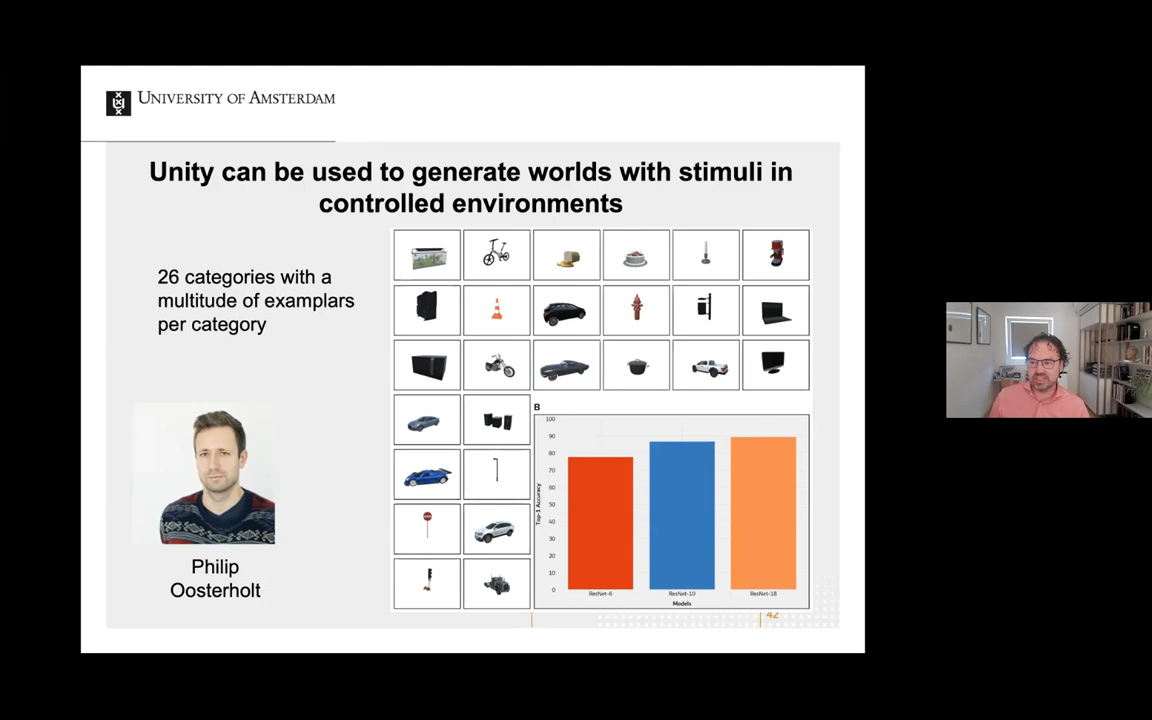 UNIVERSITY OF AMSTERDAM
Unity can be used to generate worlds with stimuli in
controlled environments
26 categories with a
multitude of examplars
per category
Philip
Oosterholt
B
Top-1 Accuracy
100
90
80
70
60
50
40
30
20
10
0
ResNet-6
ResNet-10
ResNet-18
Models
42